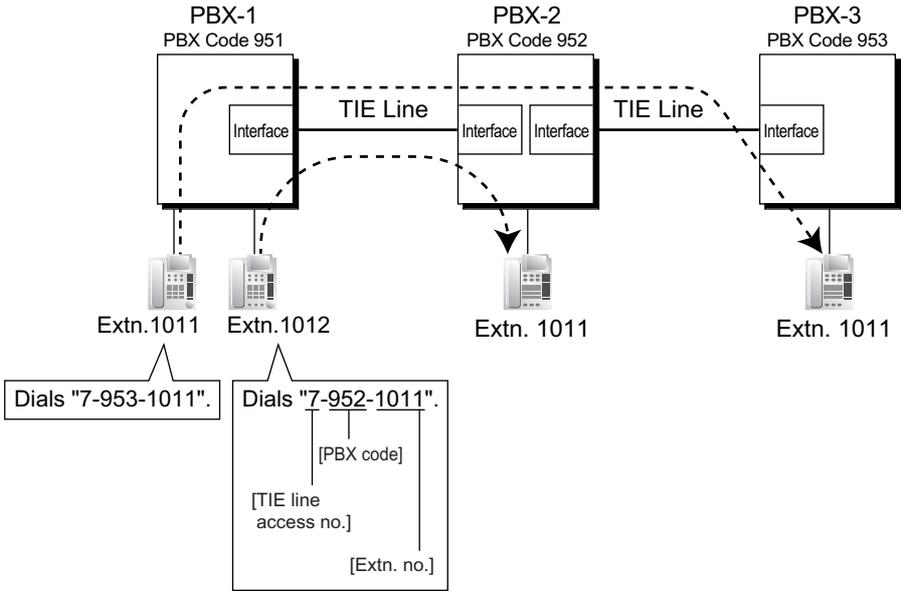 PBX-1
PBX Code 951
PBX-2
PBX Code 952
PBX-3
PBX Code 953
TIE Line
TIE Line
Interface
Interface
Interface
Interface
Extn.1011
Extn.1012
Extn. 1011
Extn. 1011
Dials "7-953-1011".
Dials "7-952-1011".
[PBX code]
[TIE line
access no.]
[Extn. no.]